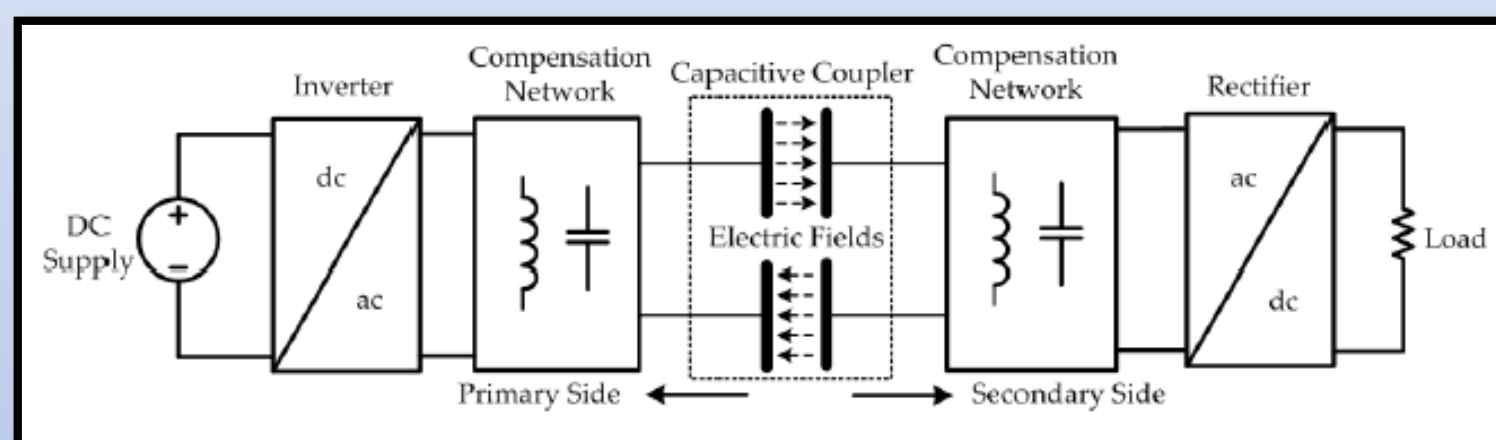 Inverter
Compensation
Network
Capacitive Coupler
Compensation
Network
Rectifier
DC
Supply
+
−
dc
ac
Electric Fields
ac
dc
Load
Primary Side
Secondary Side